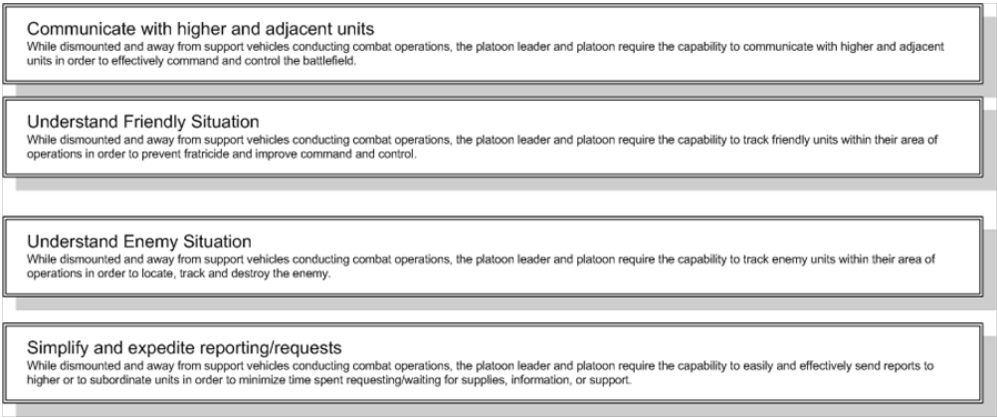 Communicate with higher and adjacent units
While dismounted and away from support vehicles conducting combat operations, the platoon leader and platoon require the capability to communicate with higher and adjacent
units in order to effectively command and control the battlefield.
Understand Friendly Situation
While dismounted and away from support vehicles conducting combat operations, the platoon leader and platoon require the capability to track friendly units within their area of
operations in order to prevent fratricide and improve command and control.
Understand Enemy Situation
While dismounted and away from support vehicles conducting combat operations, the platoon leader and platoon require the capability to track enemy units within their area of
operations in order to locate, track and destroy the enemy.
Simplify and expedite reporting/requests
While dismounted and away from support vehicles conducting combat operations, the platoon leader and platoon require the capability to easily and effectively send reports to
higher or to subordinate units in order to minimize time spent requesting/waiting for supplies, information, or support.